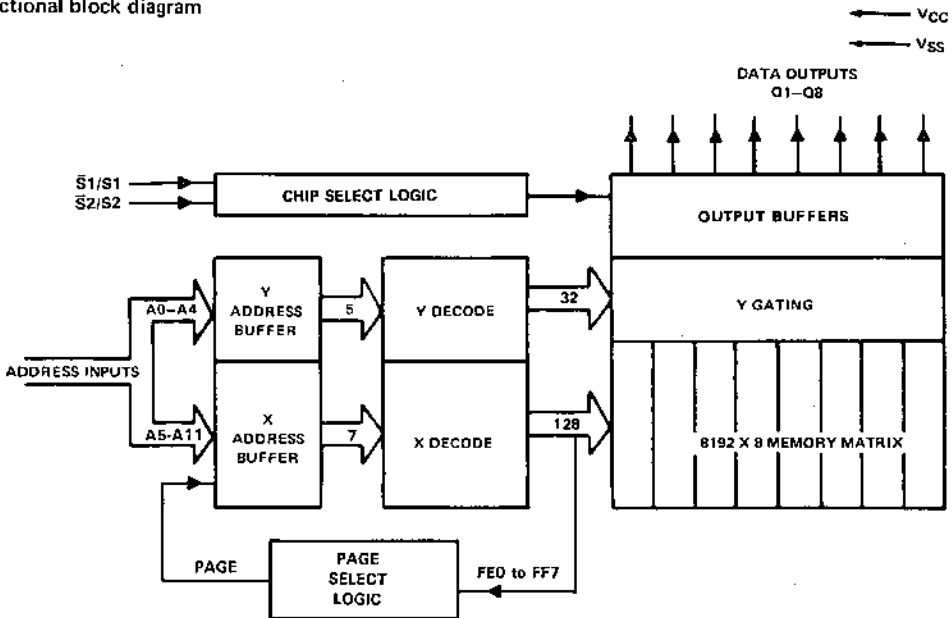 ctional block diagram
VCC
VSS
DATA OUTPUTS
Q1–Q8
S̄1/S1
S̄2/S2
CHIP SELECT LOGIC
OUTPUT BUFFERS
A0–A4
Y
ADDRESS
BUFFER
5
Y DECODE
32
Y GATING
ADDRESS INPUTS
A5-A11
X
ADDRESS
BUFFER
7
X DECODE
128
8192 X 8 MEMORY MATRIX
PAGE
PAGE
SELECT
LOGIC
FE0 to FF7